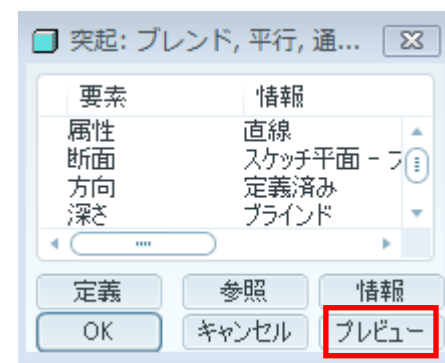 突起: ブレンド, 平行, 通...
要素 情報
属性 直線
断面 スケッチ平面 - フ
方向 定義済み
深さ ブラインド
定義 参照 情報
OK キャンセル プレビュー